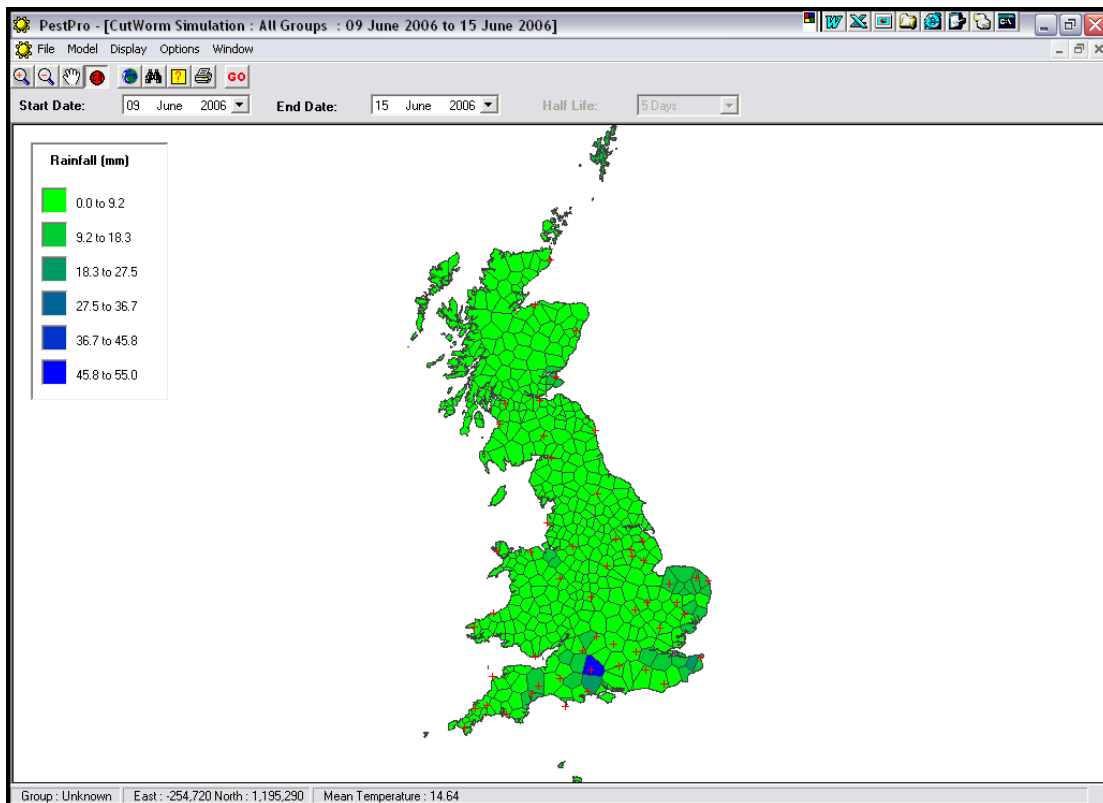 PestPro - [CutWorm Simulation : All Groups : 09 June 2006 to 15 June 2006]
File Model Display Options Window
GO
Start Date: 09 June 2006 End Date: 15 June 2006 Half Life: 5 Days
Rainfall (mm)
0.0 to 9.2
9.2 to 18.3
18.3 to 27.5
27.5 to 36.7
36.7 to 45.8
45.8 to 55.0
Group : Unknown East : -254,720 North : 1,195,290 Mean Temperature : 14.64